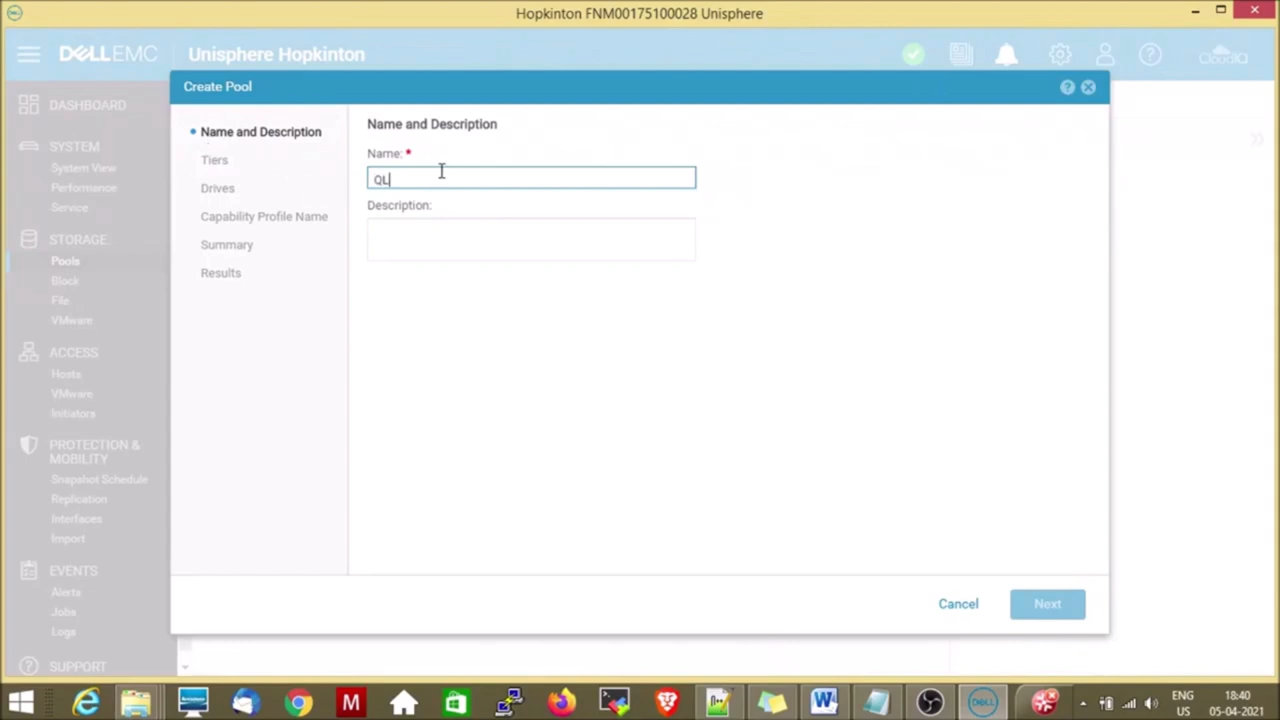 Hopkinton FNM00175100028 Unisphere
DELLEMC
Unisphere Hopkinton
CloudIQ
Create Pool
DASHBOARD
SYSTEM
System View
Performance
Service
STORAGE
Pools
Block
File
VMware
ACCESS
Hosts
VMware
Initiators
PROTECTION &
MOBILITY
Snapshot Schedule
Replication
Interfaces
Import
EVENTS
Alerts
Jobs
Logs
SUPPORT
Name and Description
Tiers
Drives
Capability Profile Name
Summary
Results
Name and Description
Name: *
QL
Description:
Cancel
Next
ENG
US
18:40
05-04-2021